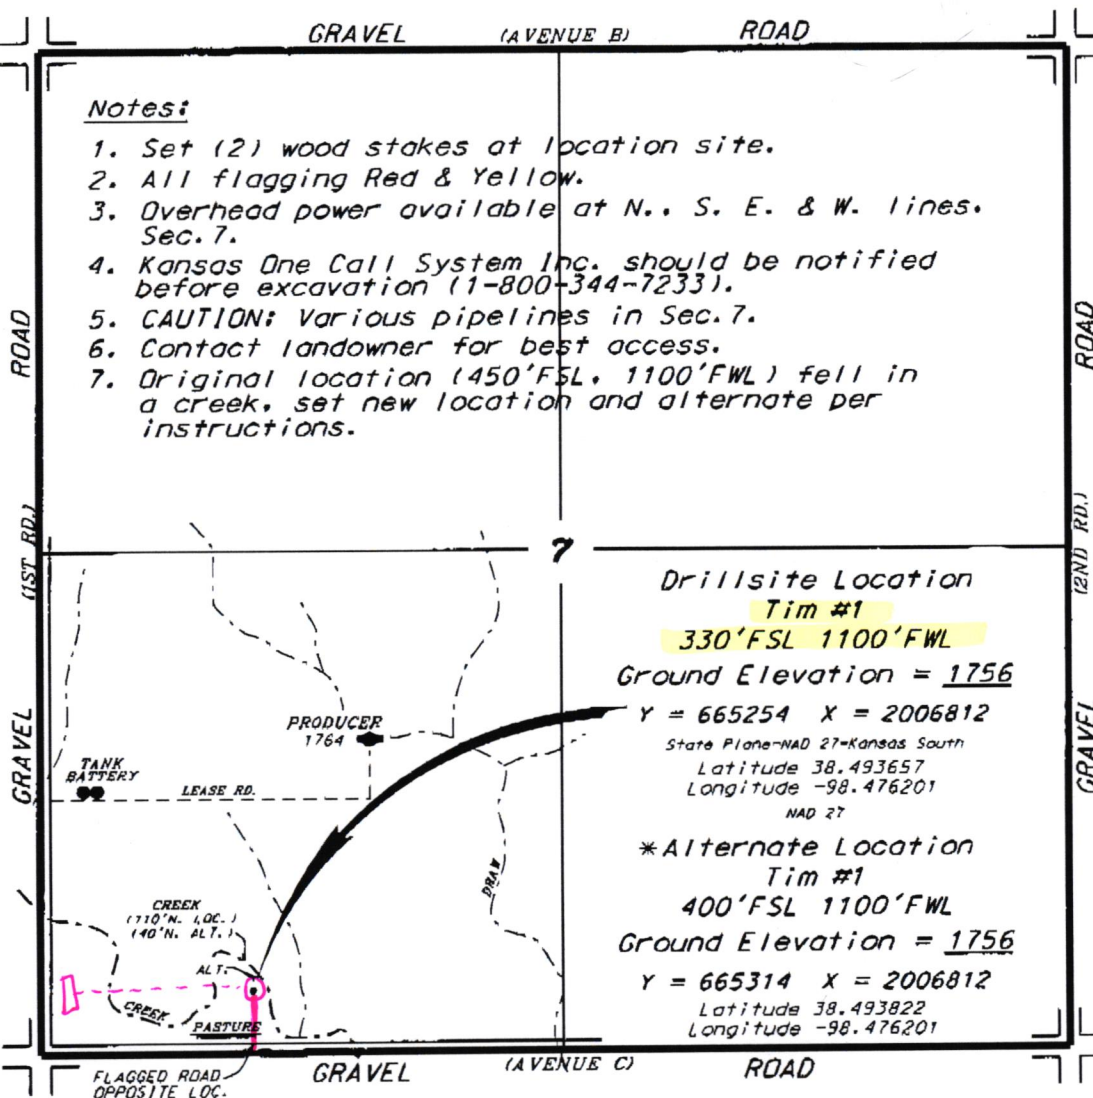 GRAVEL (AVENUE B) ROAD
Notes:
1. Set (2) wood stakes at location site.
2. All flagging Red & Yellow.
3. Overhead power available at N., S. E. & W. lines.
Sec. 7.
4. Kansas One Call System Inc. should be notified
before excavation (1-800-344-7233).
5. CAUTION: Various pipelines in Sec. 7.
6. Contact landowner for best access.
7. Original location (450'FSL, 1100'FWL) fell in
a creek, set new location and alternate per
instructions.
ROAD
(1ST RD.)
GRAVEL
ROAD
(2ND RD.)
GRAVEL
7
Drillsite Location
Tim #1
330'FSL 1100'FWL
Ground Elevation = 1756
Y = 665254 X = 2006812
State Plane-NAD 27-Kansas South
Latitude 38.493657
Longitude -98.476201
NAD 27
*Alternate Location
Tim #1
400'FSL 1100'FWL
Ground Elevation = 1756
Y = 665314 X = 2006812
Latitude 38.493822
Longitude -98.476201
PRODUCER
1764
TANK
BATTERY
LEASE RD.
DRAW
CREEK
(110'N. LOC.)
(40'N. ALT.)
ALT.
CREEK
PASTURE
FLAGGED ROAD
OPPOSITE LOC.
GRAVEL (AVENUE C) ROAD